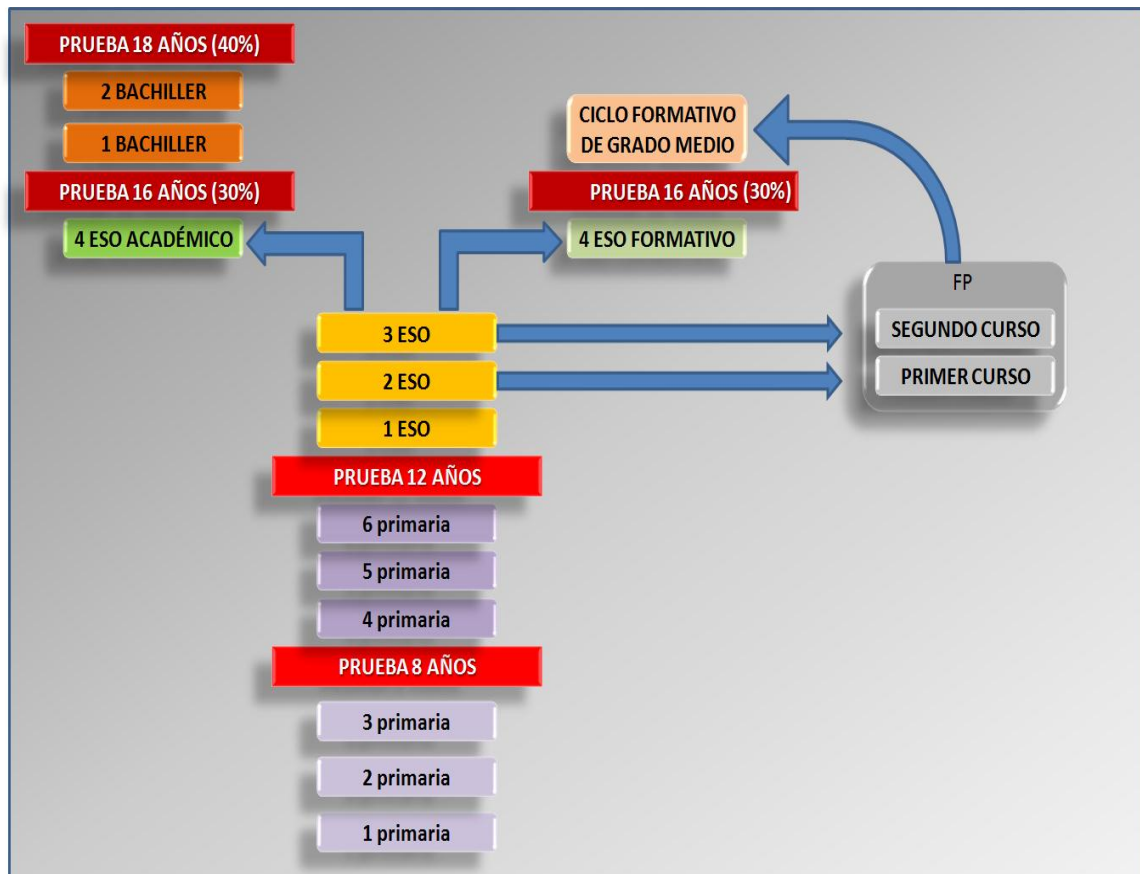 PRUEBA 18 AÑOS (40%)
2 BACHILLER
1 BACHILLER
PRUEBA 16 AÑOS (30%)
4 ESO ACADÉMICO
CICLO FORMATIVO
DE GRADO MEDIO
PRUEBA 16 AÑOS (30%)
4 ESO FORMATIVO
FP
SEGUNDO CURSO
PRIMER CURSO
3 ESO
2 ESO
1 ESO
PRUEBA 12 AÑOS
6 primaria
5 primaria
4 primaria
PRUEBA 8 AÑOS
3 primaria
2 primaria
1 primaria